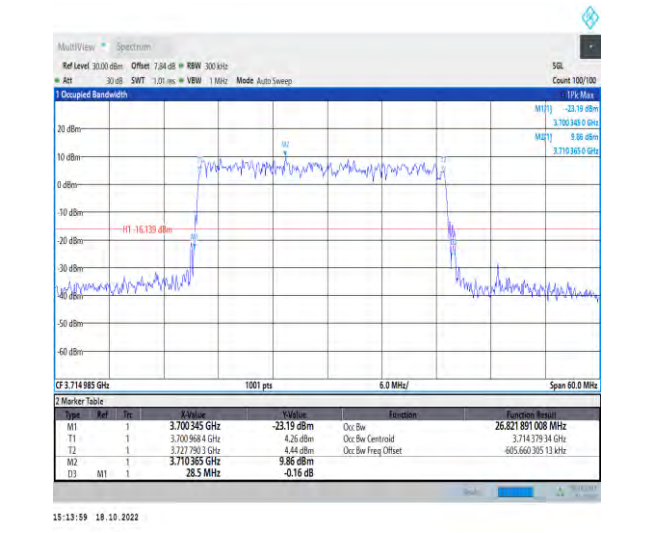 MultiView Spectrum
Ref Level 30.00 dBm Offset 7.84 dB RBW 300 kHz SGL
Att 30 dB SWT 1.01 ms VBW 1 MHz Mode Auto Sweep Count 100/100
1 Occupied Bandwidth 1Pk Max
M1[1] -23.19 dBm
3.700 345 0 GHz
M2[1] 9.86 dBm
3.710 365 0 GHz
20 dBm
10 dBm
0 dBm
-10 dBm
-20 dBm
-30 dBm
-40 dBm
-50 dBm
-60 dBm
M2
H1 -16.139 dBm
CF 3.714 985 GHz 1001 pts 6.0 MHz/ Span 60.0 MHz
2 Marker Table
Type Ref Trc X-Value Y-Value Function Function Result
M1 1 3.700 345 GHz -23.19 dBm Occ Bw 26.821 891 008 MHz
T1 1 3.700 968 4 GHz 4.26 dBm Occ Bw Centroid 3.714 379 34 GHz
T2 1 3.727 790 3 GHz 4.44 dBm Occ Bw Freq Offset -605.660 305 13 kHz
M2 1 3.710 365 GHz 9.86 dBm
D3 M1 1 28.5 MHz -0.16 dB
15:13:59 18.10.2022